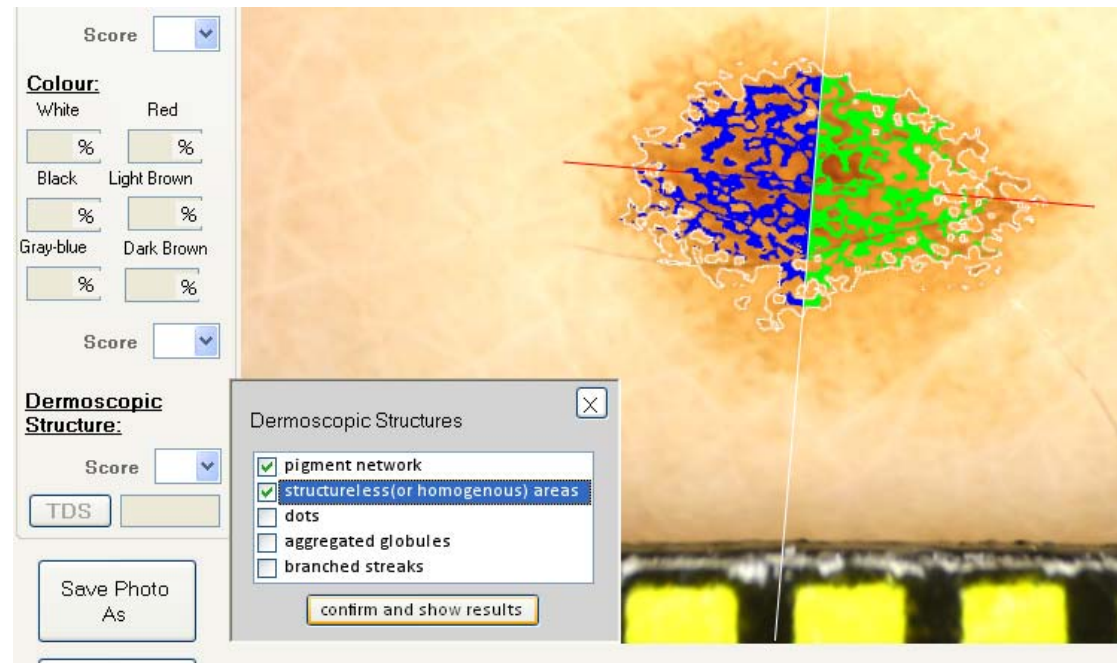 Score
Colour:
White Red
% %
Black Light Brown
% %
Gray-blue Dark Brown
% %
Score
Dermoscopic
Structure:
Score
TDS
Save Photo
As
Dermoscopic Structures
pigment network
structureless(or homogenous) areas
dots
aggregated globules
branched streaks
confirm and show results